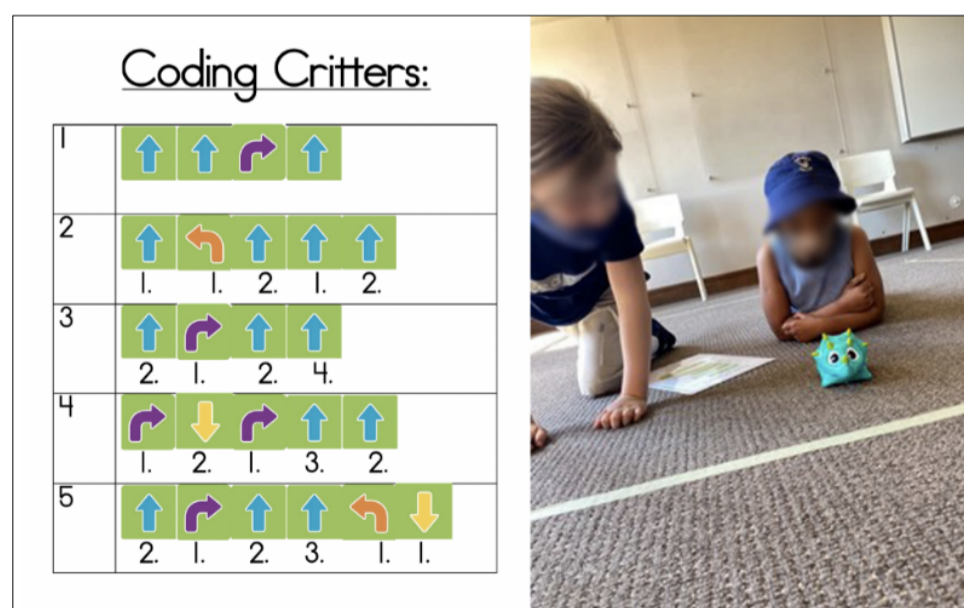 Coding Critters:
1
2
1. 1. 2. 1. 2.
3
2. 1. 2. 4.
4
1. 2. 1. 3. 2.
5
2. 1. 2. 3. 1. 1.